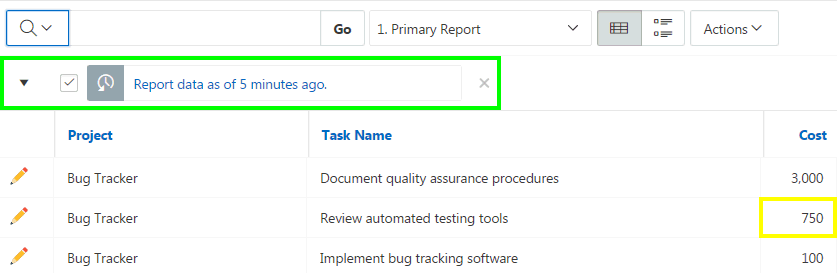 Go 1. Primary Report Actions
Report data as of 5 minutes ago.
Project Task Name Cost
Bug Tracker Document quality assurance procedures 3,000
Bug Tracker Review automated testing tools 750
Bug Tracker Implement bug tracking software 100